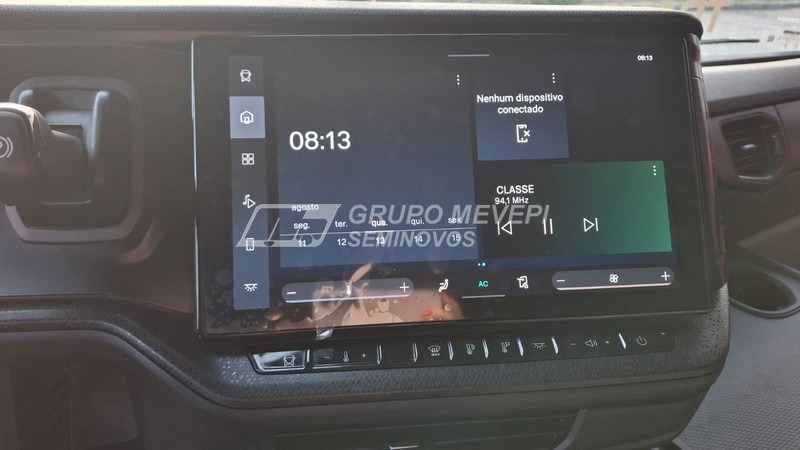 08:13
Nenhum dispositivo
conectado
08:13
CLASSE
94,1 MHz
agosto
seg. ter. qua. qui. sex.
11 12 13 14 15
GRUPO MEVEPI
SEMINOVOS
− +
AC
− +
− +
MAX
− +